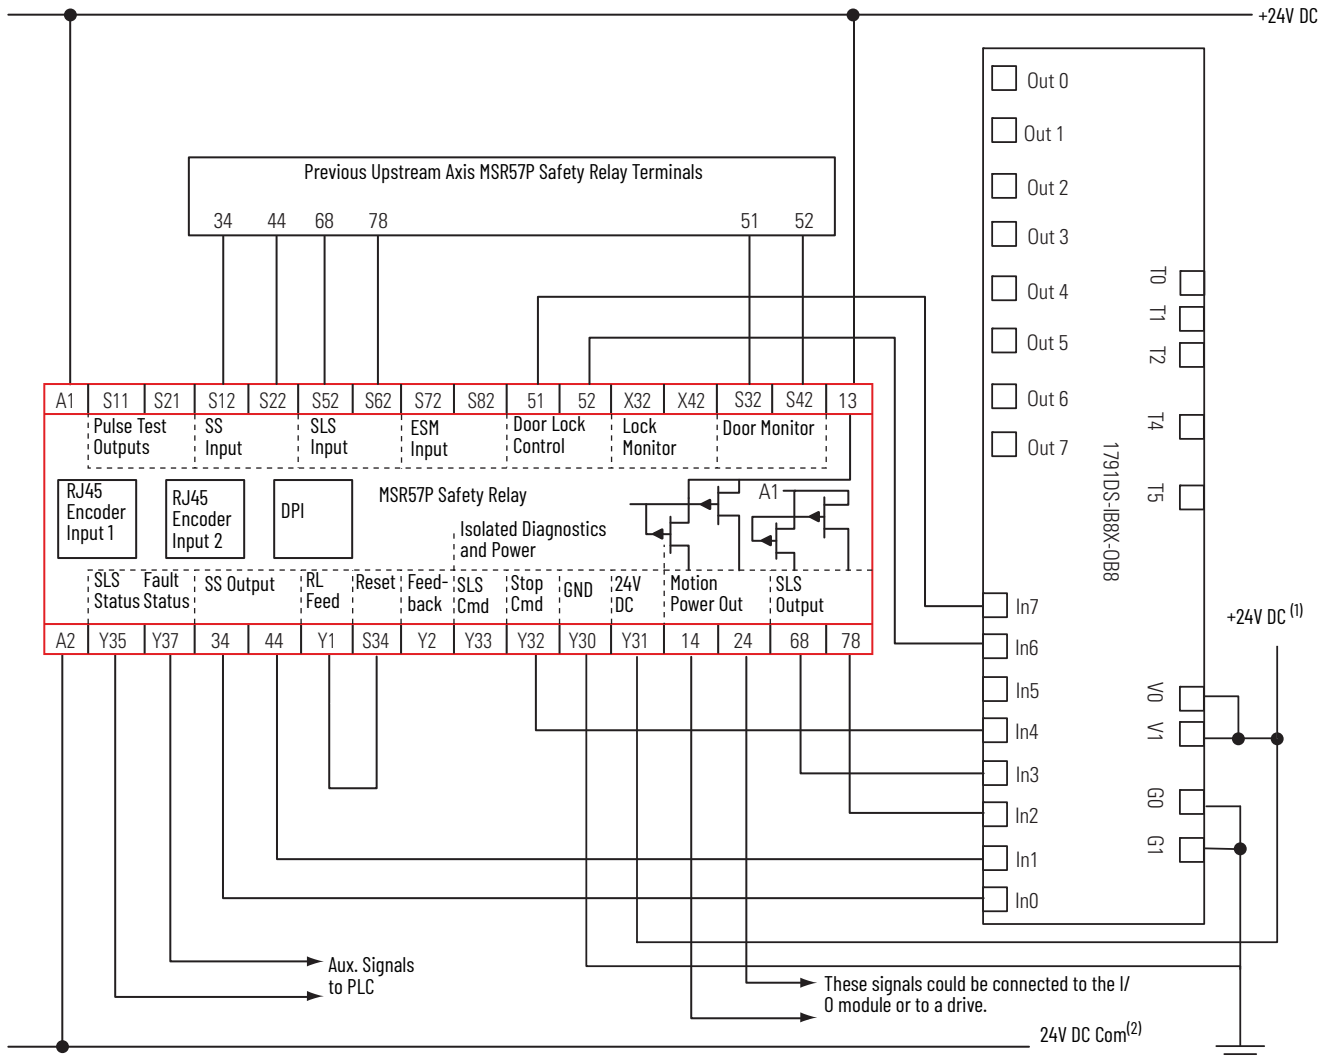 +24V DC
Out 0
Out 1
Out 2
Out 3
Out 4
Out 5
Out 6
Out 7
T0
T1
T2
T4
T5
1791DS-IB8X-OB8
Previous Upstream Axis MSR57P Safety Relay Terminals
34 44 68 78 51 52
A1 S11 S21 S12 S22 S52 S62 S72 S82 51 52 X32 X42 S32 S42 13
Pulse Test
Outputs
SS
Input
SLS
Input
ESM
Input
Door Lock
Control
Lock
Monitor
Door Monitor
RJ45
Encoder
Input 1
RJ45
Encoder
Input 2
DPI
MSR57P Safety Relay
Isolated Diagnostics
and Power
A1
SLS
Status
Fault
Status
SS Output
RL
Feed
Reset
Feed-
back
SLS
Cmd
Stop
Cmd
GND
24V
DC
Motion
Power Out
SLS
Output
A2 Y35 Y37 34 44 Y1 S34 Y2 Y33 Y32 Y30 Y31 14 24 68 78
In7
In6
In5
In4
In3
In2
In1
In0
+24V DC (1)
V0
V1
G0
G1
Aux. Signals
to PLC
These signals could be connected to the I/
O module or to a drive.
24V DC Com(2)